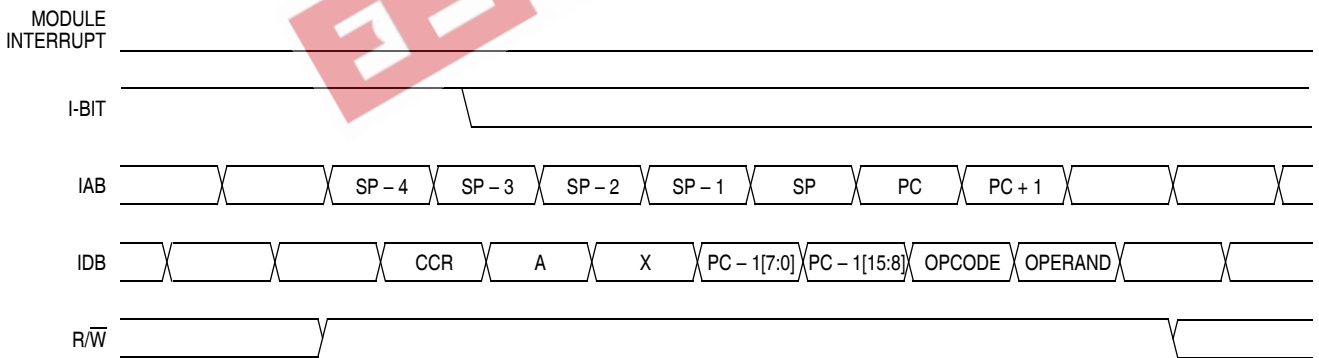 MODULE
INTERRUPT
I-BIT
IAB SP – 4 SP – 3 SP – 2 SP – 1 SP PC PC + 1
IDB CCR A X PC – 1[7:0] PC – 1[15:8] OPCODE OPERAND
R/W̅